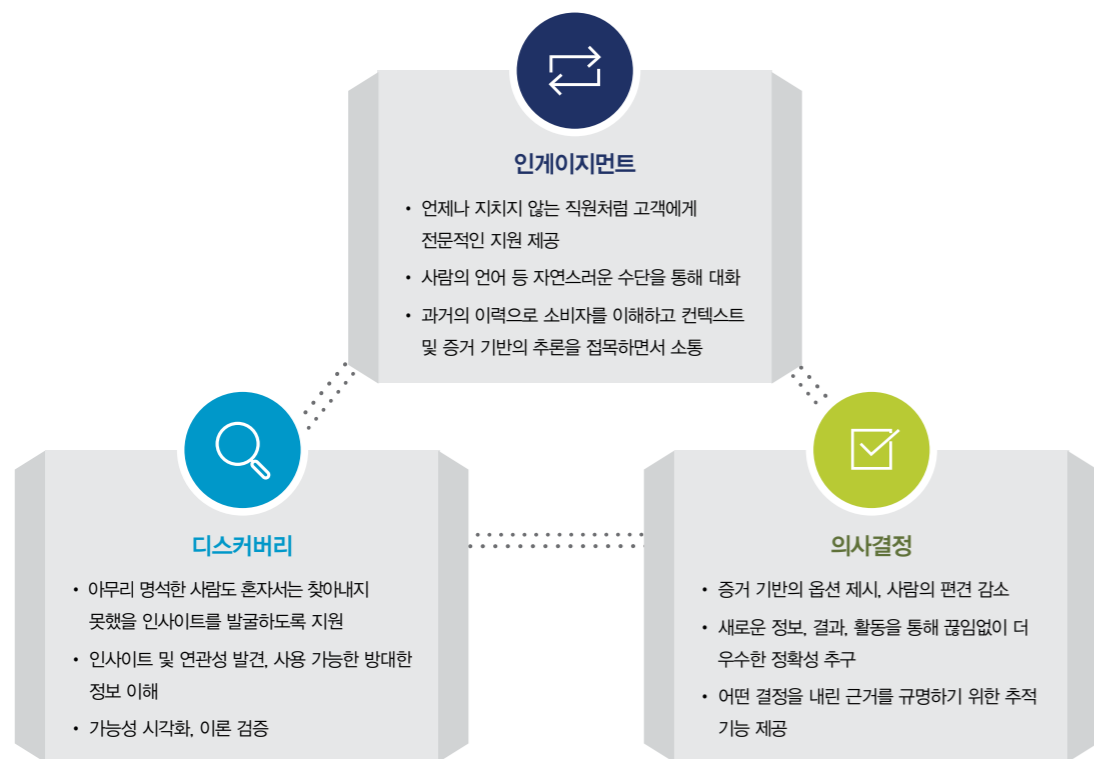 인게이지먼트
• 언제나 지치지 않는 직원처럼 고객에게
전문적인 지원 제공
• 사람의 언어 등 자연스러운 수단을 통해 대화
• 과거의 이력으로 소비자를 이해하고 컨텍스트
및 증거 기반의 추론을 접목하면서 소통
디스커버리
• 아무리 명석한 사람도 혼자서는 찾아내지
못했을 인사이트를 발굴하도록 지원
• 인사이트 및 연관성 발견, 사용 가능한 방대한
정보 이해
• 가능성 시각화, 이론 검증
의사결정
• 증거 기반의 옵션 제시, 사람의 편견 감소
• 새로운 정보, 결과, 활동을 통해 끊임없이 더
우수한 정확성 추구
• 어떤 결정을 내린 근거를 규명하기 위한 추적
기능 제공